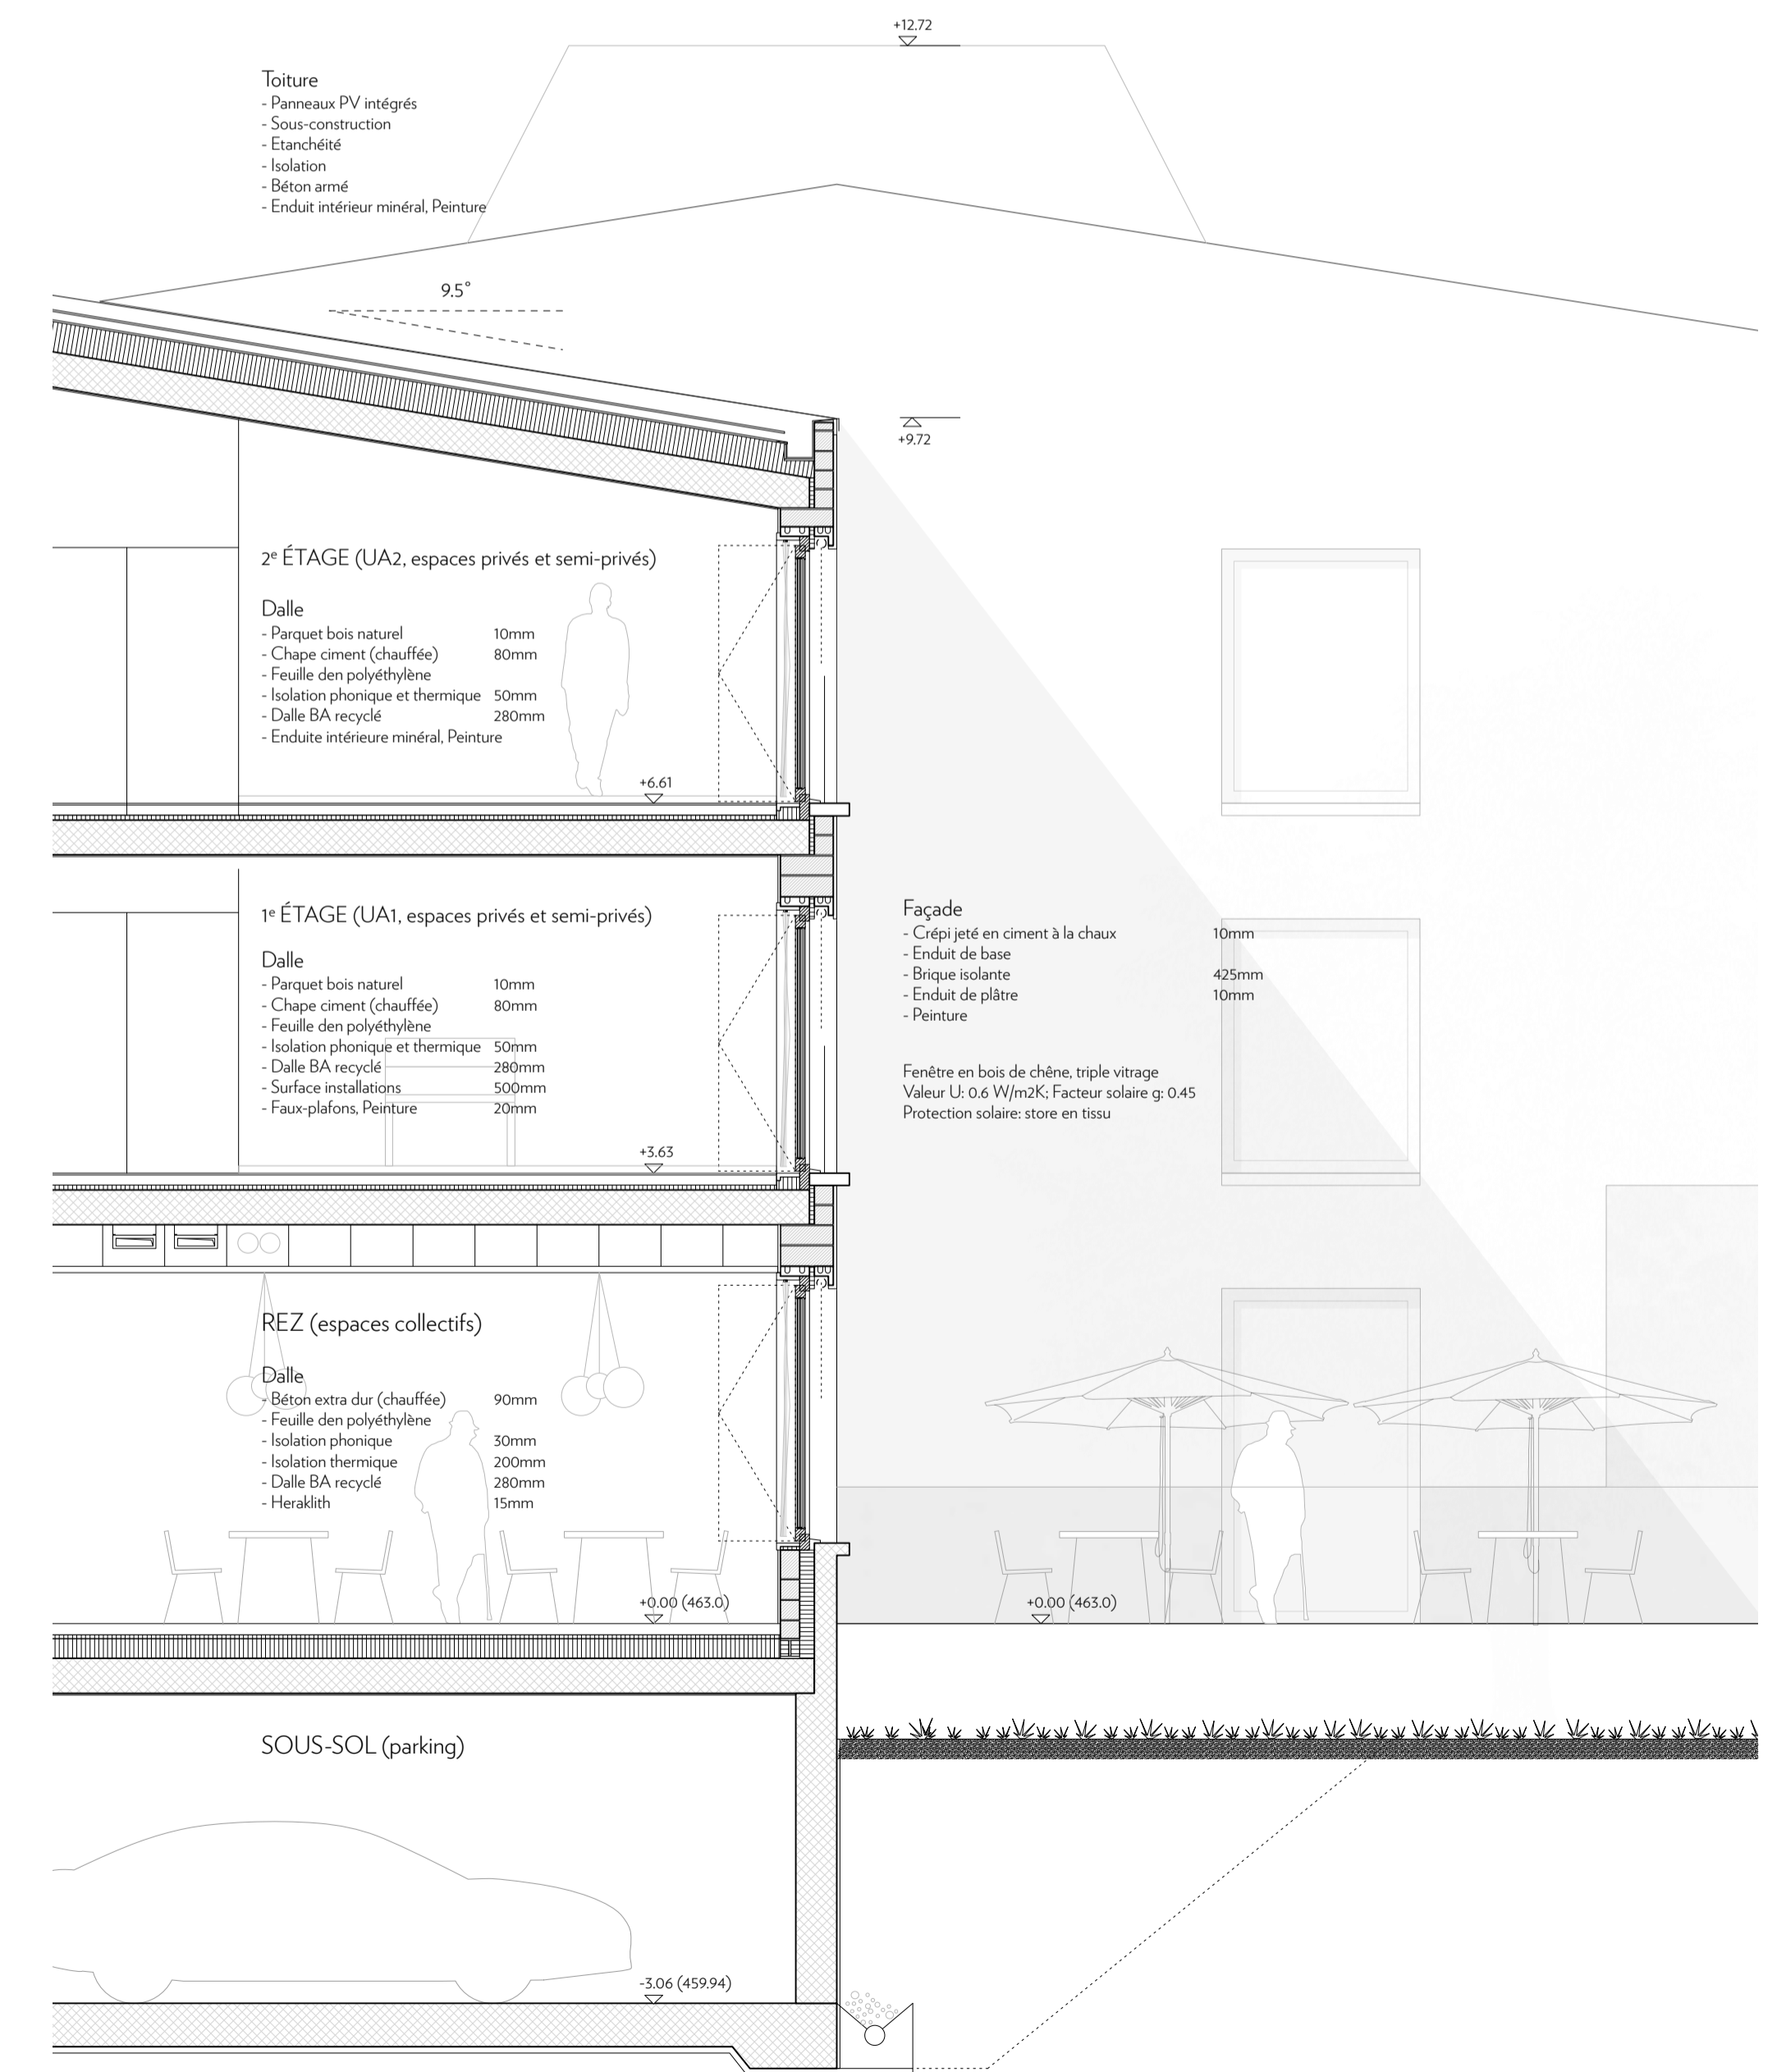 +12.72
Toiture
- Panneaux PV intégrés
- Sous-construction
- Etanchéité
- Isolation
- Béton armé
- Enduit intérieur minéral, Peinture
9.5°
+9.72
2e ÉTAGE (UA2, espaces privés et semi-privés)
Dalle
- Parquet bois naturel 10mm
- Chape ciment (chauffée) 80mm
- Feuille den polyéthylène
- Isolation phonique et thermique 50mm
- Dalle BA recyclé 280mm
- Enduite intérieure minéral, Peinture
+6.61
1e ÉTAGE (UA1, espaces privés et semi-privés)
Dalle
- Parquet bois naturel 10mm
- Chape ciment (chauffée) 80mm
- Feuille den polyéthylène
- Isolation phonique et thermique 50mm
- Dalle BA recyclé 280mm
- Surface installations 500mm
- Faux-plafons, Peinture 20mm
+3.63
Façade
- Crépi jeté en ciment à la chaux 10mm
- Enduit de base
- Brique isolante 425mm
- Enduit de plâtre 10mm
- Peinture
Fenêtre en bois de chêne, triple vitrage
Valeur U: 0.6 W/m2K; Facteur solaire g: 0.45
Protection solaire: store en tissu
REZ (espaces collectifs)
Dalle
- Béton extra dur (chauffée) 90mm
- Feuille den polyéthylène
- Isolation phonique 30mm
- Isolation thermique 200mm
- Dalle BA recyclé 280mm
- Heraklith 15mm
+0.00 (463.0)
+0.00 (463.0)
SOUS-SOL (parking)
-3.06 (459.94)